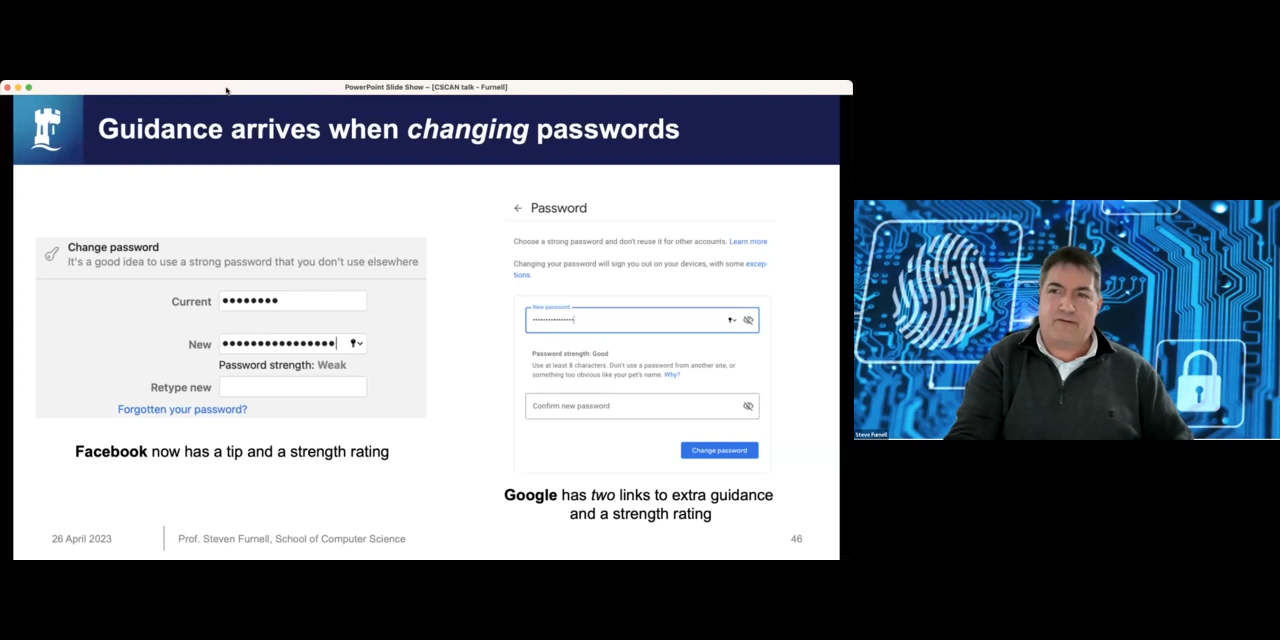 PowerPoint Slide Show – [CSCAN talk - Furnell]
Guidance arrives when changing passwords
Change password
It's a good idea to use a strong password that you don't use elsewhere
Current
New
Password strength: Weak
Retype new
Forgotten your password?
Facebook now has a tip and a strength rating
Password
Choose a strong password and don't reuse it for other accounts. Learn more
Changing your password will sign you out on your devices, with some excep-
tions.
New password
Password strength: Good
Use at least 8 characters. Don't use a password from another site, or
something too obvious like your pet's name. Why?
Confirm new password
Change password
Google has two links to extra guidance
and a strength rating
26 April 2023
Prof. Steven Furnell, School of Computer Science
46
Steve Furnell